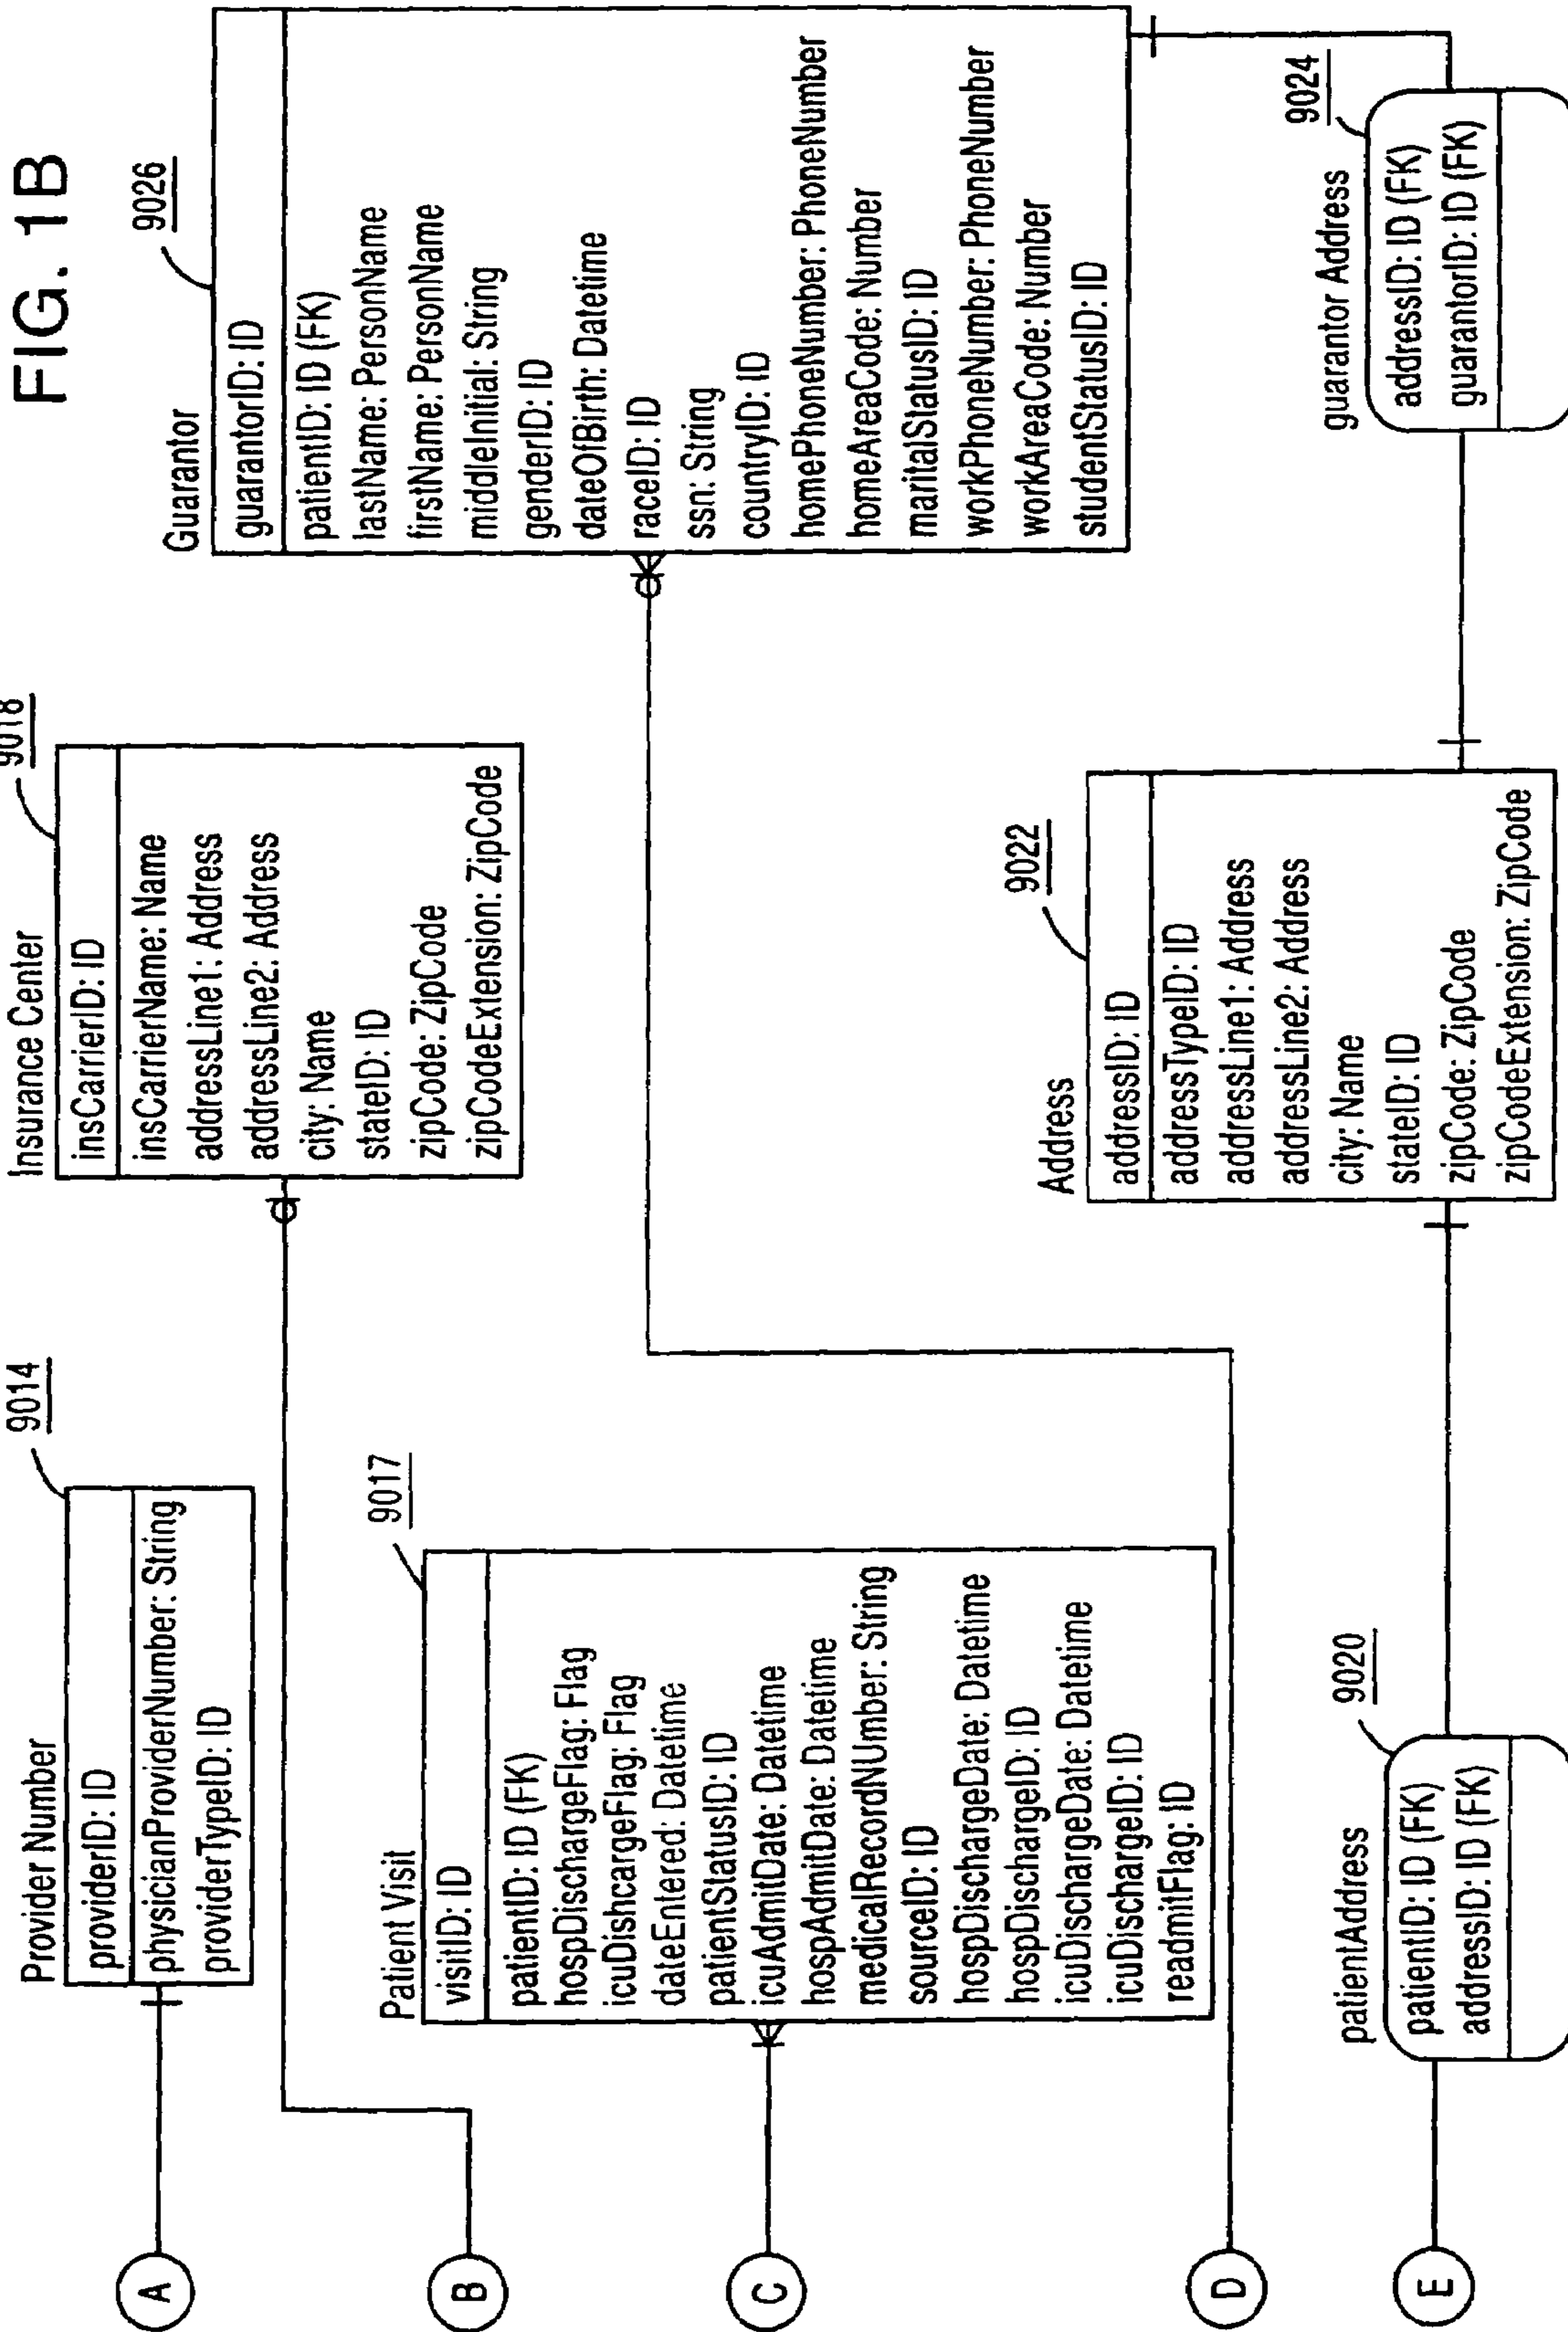 FIG. 1B
Provider Number
9014
providerID: ID
physicianProviderNumber: String
providerTypeID: ID
A
Insurance Center
9018
insCarrierID: ID
insCarrierName: Name
addressLine1: Address
addressLine2: Address
city: Name
stateID: ID
zipCode: ZipCode
zipCodeExtension: ZipCode
B
Guarantor
9026
guarantorID: ID
patientID: ID (FK)
lastName: PersonName
firstName: PersonName
middleInitial: String
genderID: ID
dateOfBirth: Datetime
raceID: ID
ssn: String
countryID: ID
homePhoneNumber: PhoneNumber
homeAreaCode: Number
maritalStatusID: ID
workPhoneNumber: PhoneNumber
workAreaCode: Number
studentStatusID: ID
Patient Visit
9017
visitID: ID
patientID: ID (FK)
hospDischargeFlag: Flag
icuDishcargeFlag: Flag
dateEntered: Datetime
patientStatusID: ID
icuAdmitDate: Datetime
hospAdmitDate: Datetime
medicalRecordNUmber: String
sourceID: ID
hospDischargeDate: Datetime
hospDischargeID: ID
icuDischargeDate: Datetime
icuDischargeID: ID
readmitFlag: ID
C
D
patientAddress
9020
patientID: ID (FK)
addressID: ID (FK)
E
Address
9022
addressID: ID
addressTypeID: ID
addressLine1: Address
addressLine2: Address
city: Name
stateID: ID
zipCode: ZipCode
zipCodeExtension: ZipCode
guarantor Address
9024
addressID: ID (FK)
guarantorID: ID (FK)